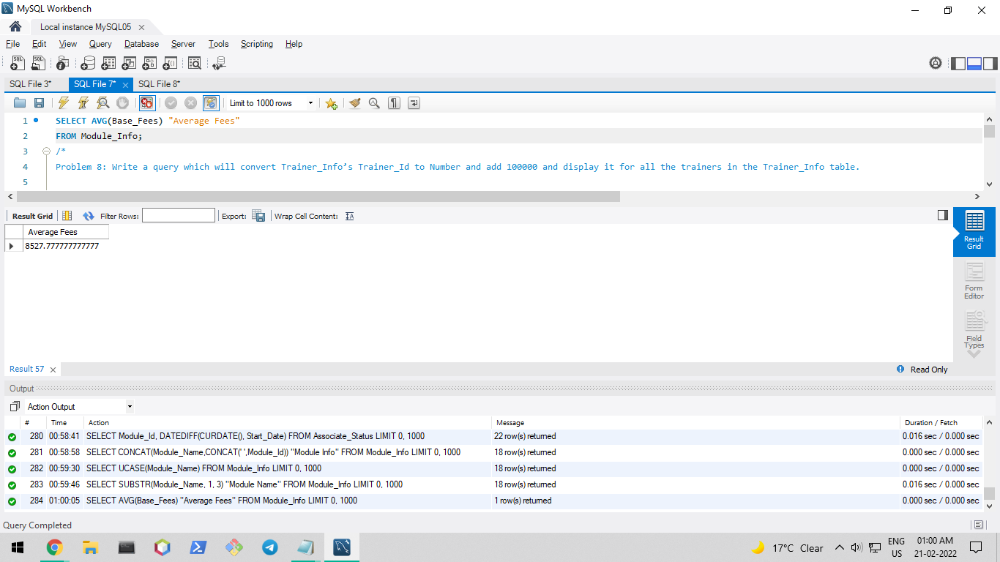 MySQL Workbench
Local instance MySQL05
File Edit View Query Database Server Tools Scripting Help
SQL File 3* SQL File 7* SQL File 8*
Limit to 1000 rows
1 SELECT AVG(Base_Fees) "Average Fees"
2 FROM Module_Info;
3 /*
4 Problem 8: Write a query which will convert Trainer_Info’s Trainer_Id to Number and add 100000 and display it for all the trainers in the Trainer_Info table.
5
Result Grid Filter Rows: Export: Wrap Cell Content:
Average Fees
8527.777777777777
Result
Grid
Form
Editor
Field
Types
Result 57 Read Only
Output
Action Output
# Time Action Message Duration / Fetch
280 00:58:41 SELECT Module_Id, DATEDIFF(CURDATE(), Start_Date) FROM Associate_Status LIMIT 0, 1000 22 row(s) returned 0.016 sec / 0.000 sec
281 00:58:58 SELECT CONCAT(Module_Name,CONCAT(' ',Module_Id)) "Module Info" FROM Module_Info LIMIT 0, 1000 18 row(s) returned 0.000 sec / 0.000 sec
282 00:59:30 SELECT UCASE(Module_Name) FROM Module_Info LIMIT 0, 1000 18 row(s) returned 0.000 sec / 0.000 sec
283 00:59:46 SELECT SUBSTR(Module_Name, 1, 3) "Module Name" FROM Module_Info LIMIT 0, 1000 18 row(s) returned 0.016 sec / 0.000 sec
284 01:00:05 SELECT AVG(Base_Fees) "Average Fees" FROM Module_Info LIMIT 0, 1000 1 row(s) returned 0.000 sec / 0.000 sec
Query Completed
17°C Clear ENG 01:00 AM
US 21-02-2022